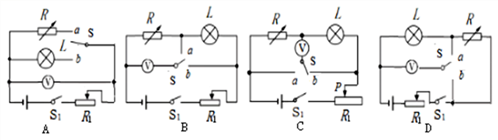 R a S L b V S₁ R₁ A
R L a V S b S₁ R₁ B
R L V S a b P S₁ R₁ C
L R a V S b R₁ S₁ D